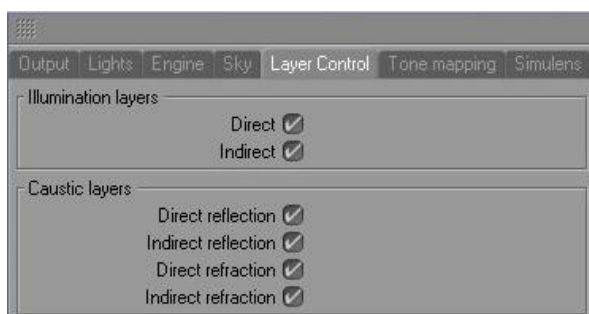 Output Lights Engine Sky Layer Control Tone mapping Simulens
Illumination layers
Direct
Indirect
Caustic layers
Direct reflection
Indirect reflection
Direct refraction
Indirect refraction